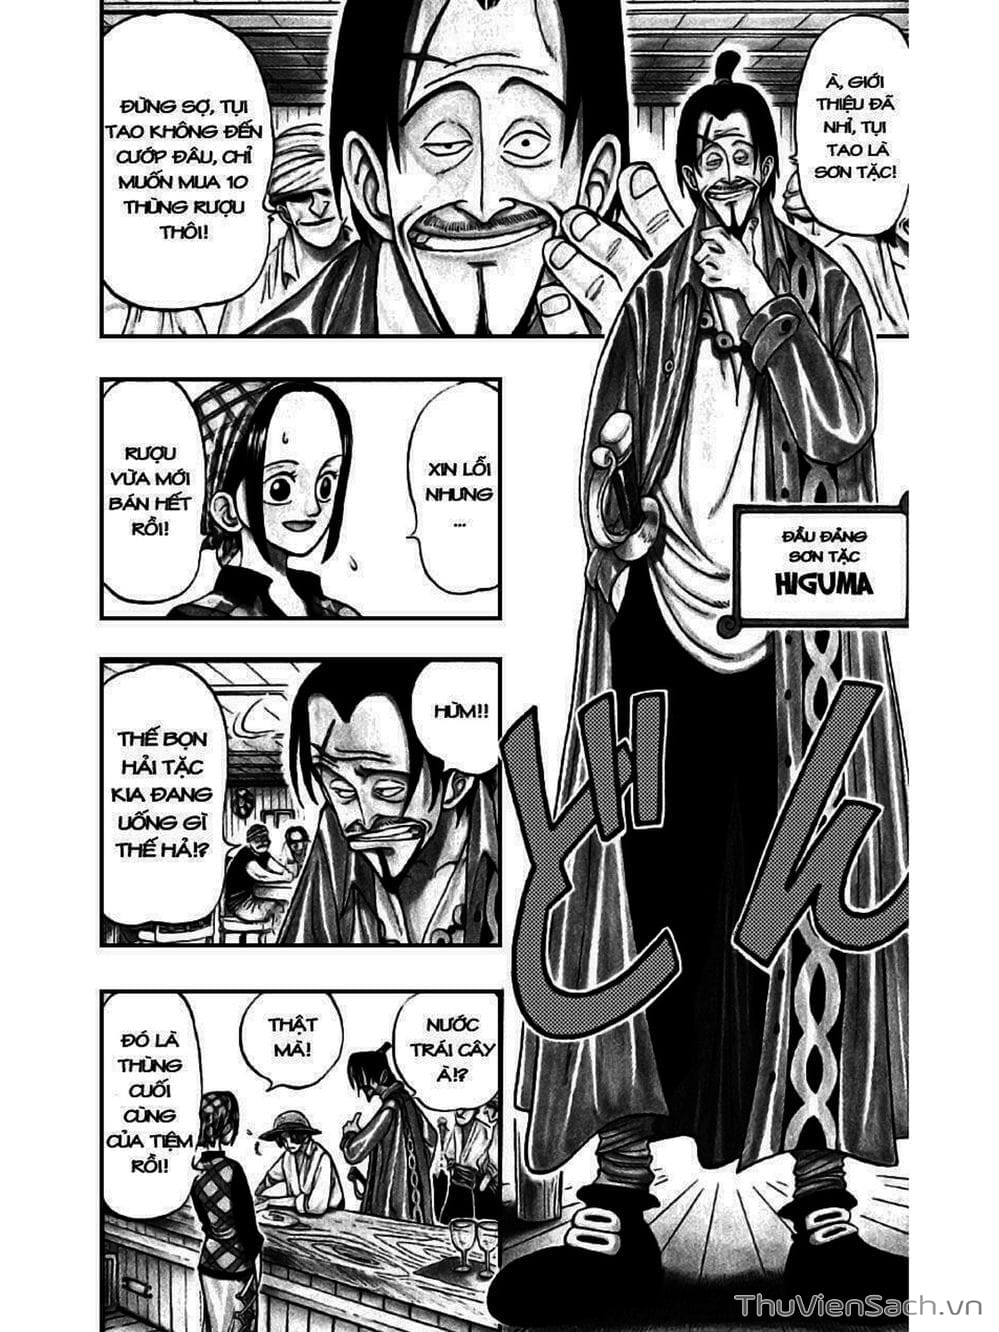 À, GIỚI
THIỆU ĐÃ
NHỈ, TỤI
TAO LÀ
SƠN TẶC!
ĐỪNG SỢ, TỤI
TAO KHÔNG ĐẾN
CƯỚP ĐÂU, CHỈ
MUỐN MUA 10
THÙNG RƯỢU
THÔI!
ĐẦU ĐẢNG
SƠN TẶC
HIGUMA
どん
XIN LỖI
NHƯNG
...
RƯỢU
VỪA MỚI
BÁN HẾT
RỒI!
HỪM!!
THẾ BỌN
HẢI TẶC
KIA ĐANG
UỐNG GÌ
THẾ HẢ!?
NƯỚC
TRÁI CÂY
À!?
THẬT
MÀ!
ĐÓ LÀ
THÙNG
CUỐI
CÙNG
CỦA TIỆM
RỒI!
ThuVienSach.vn